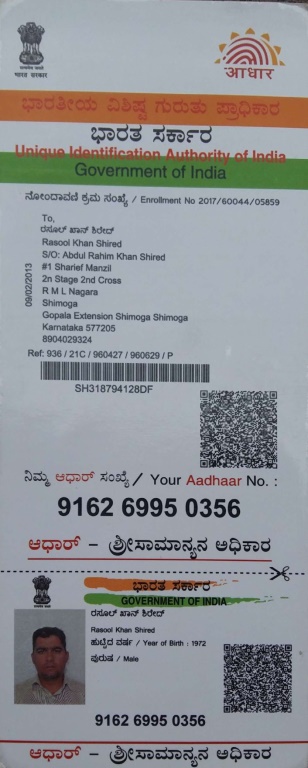 भारत सरकार
आधार
ಭಾರತೀಯ ವಿಶಿಷ್ಟ ಗುರುತು ಪ್ರಾಧಿಕಾರ
ಭಾರತ ಸರ್ಕಾರ
Unique Identification Authority of India
Government of India
ನೋಂದಾವಣಿ ಕ್ರಮ ಸಂಖ್ಯೆ / Enrollment No 2017/60044/05859
09/02/2013
To,
ರಸೂಲ್ ಖಾನ್ ಶಿರೇದ್
Rasool Khan Shired
S/O: Abdul Rahim Khan Shired
#1 Sharief Manzil
2n Stage 2nd Cross
R M L Nagara
Shimoga
Gopala Extension Shimoga Shimoga
Karnataka 577205
8904029324
Ref: 936 / 21C / 960427 / 960629 / P
SH318794128DF
ನಿಮ್ಮ ಆಧಾರ್ ಸಂಖ್ಯೆ / Your Aadhaar No. :
9162 6995 0356
ಆಧಾರ್ – ಶ್ರೀಸಾಮಾನ್ಯನ ಅಧಿಕಾರ
ಭಾರತ ಸರ್ಕಾರ
GOVERNMENT OF INDIA
ರಸೂಲ್ ಖಾನ್ ಶಿರೇದ್
Rasool Khan Shired
ಹುಟ್ಟಿದ ವರ್ಷ / Year of Birth : 1972
ಪುರುಷ / Male
9162 6995 0356
ಆಧಾರ್ – ಶ್ರೀಸಾಮಾನ್ಯನ ಅಧಿಕಾರ